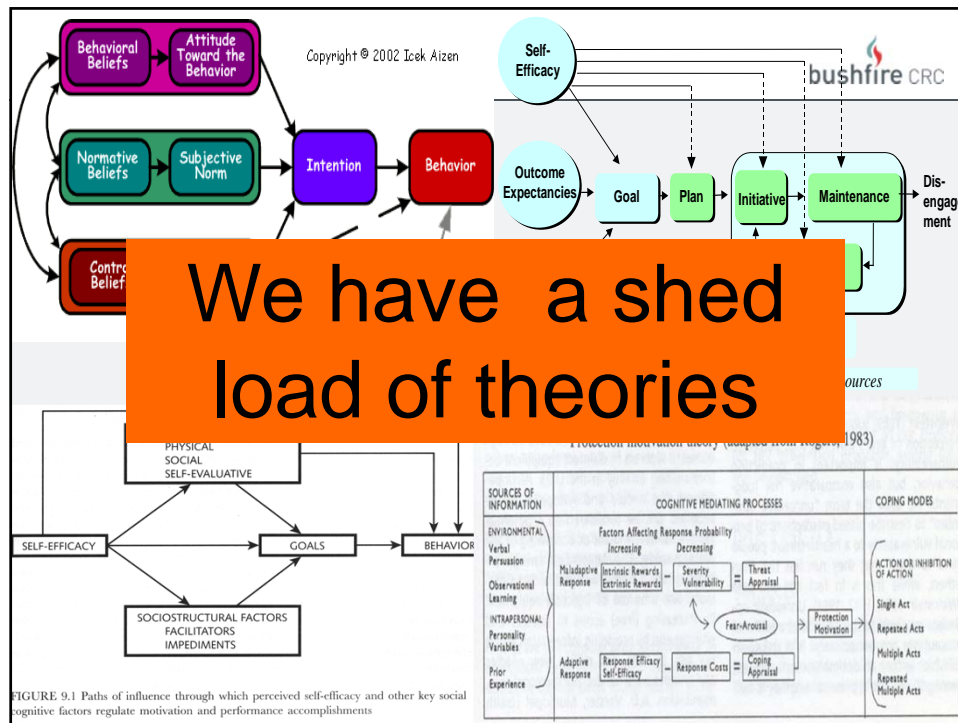 Behavioral
Beliefs
Attitude
Toward the
Behavior
Copyright © 2002 Icek Aizen
Normative
Beliefs
Subjective
Norm
Intention
Behavior
Contro
Belief
Self-
Efficacy
bushfire CRC
Outcome
Expectancies
Goal
Plan
Initiative
Maintenance
Dis-
engage
ment
We have a shed
load of theories
ources
PHYSICAL
SOCIAL
SELF-EVALUATIVE
SELF-EFFICACY
GOALS
BEHAVIOR
SOCIOSTRUCTURAL FACTORS
FACILITATORS
IMPEDIMENTS
FIGURE 9.1 Paths of influence through which perceived self-efficacy and other key social
cognitive factors regulate motivation and performance accomplishments
Protection motivation theory (adapted from Rogers, 1983)
SOURCES OF
INFORMATION
COGNITIVE MEDIATING PROCESSES
COPING MODES
ENVIRONMENTAL
Verbal
Persuasion
Observational
Learning
INTRAPERSONAL
Personality
Variables
Prior
Experience
Factors Affecting Response Probability
Increasing Decreasing
Maladaptive
Response
Intrinsic Rewards
Extrinsic Rewards
– Severity
Vulnerability
= Threat
Appraisal
Fear-Arousal
Protection
Motivation
Adaptive
Response
Response Efficacy
Self-Efficacy
– Response Costs
= Coping
Appraisal
ACTION OR INHIBITION
OF ACTION
Single Act
Repeated Acts
Multiple Acts
Repeated
Multiple Acts